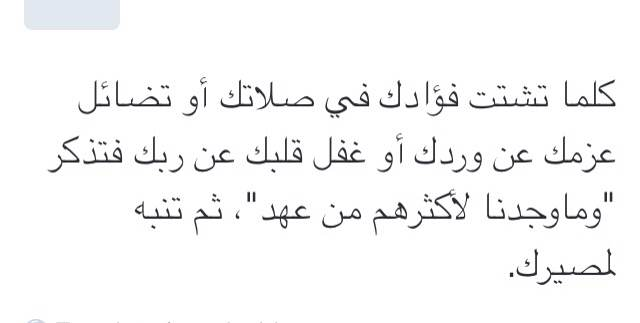 كلما تشتت فؤادك في صلاتك أو تضائل
عزمك عن وردك أو غفل قلبك عن ربك فتذكر
"وماوجدنا لأكثرهم من عهد"، ثم تنبه
لمصيرك.